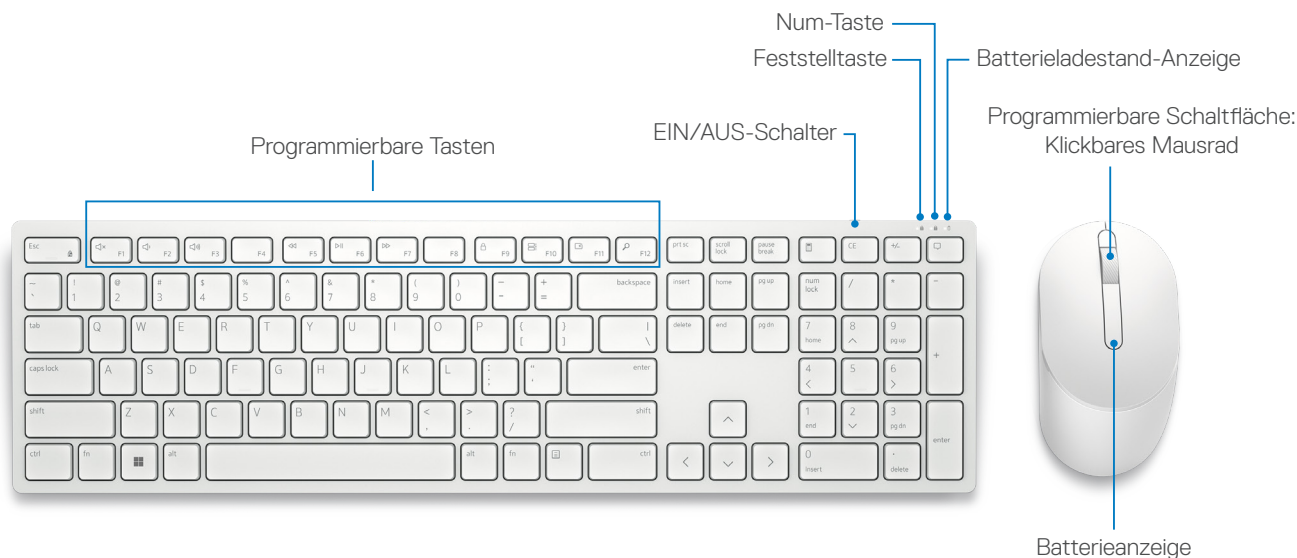 Num-Taste
Feststelltaste
Batterieladestand-Anzeige
Programmierbare Schaltfläche:
Klickbares Mausrad
EIN/AUS-Schalter
Programmierbare Tasten
Esc F1 F2 F3 F4 F5 F6 F7 F8 F9 F10 F11 F12 prt sc scroll lock pause break CE +/-
~ ` ! 1 @ 2 # 3 $ 4 % 5 ^ 6 & 7 * 8 ( 9 ) 0 _ - + = backspace insert home pg up num lock / * -
tab Q W E R T Y U I O P { [ } ] | \ delete end pg dn 7 home 8 9 pg up +
caps lock A S D F G H J K L : ; " ' enter 4 5 6
shift Z X C V B N M < , > . ? / shift 1 end 2 3 pg dn enter
ctrl fn alt alt fn ctrl 0 insert . delete
Batterieanzeige